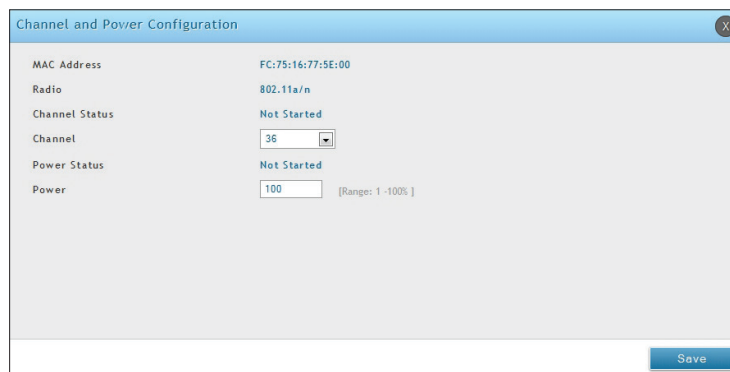 Channel and Power Configuration
X
MAC Address FC:75:16:77:5E:00
Radio 802.11a/n
Channel Status Not Started
Channel 36
Power Status Not Started
Power 100 [Range: 1 -100% ]
Save